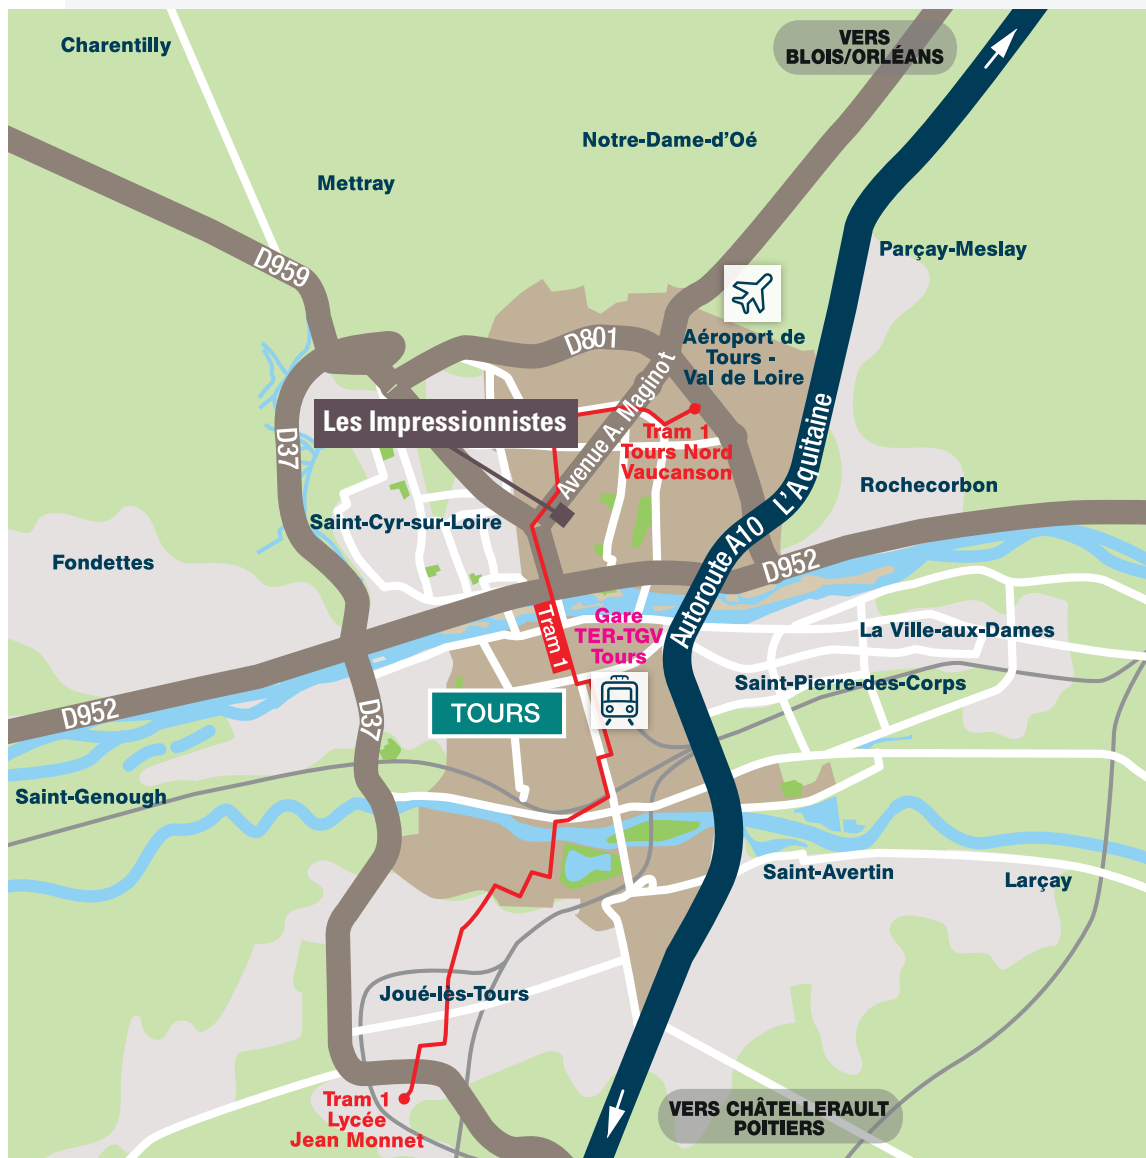 Charentilly
VERS
BLOIS/ORLÉANS
Notre-Dame-d'Oé
Mettray
Parçay-Meslay
D959
D801
Aéroport de
Tours -
Val de Loire
Avenue A. Maginot
Les Impressionnistes
Tram 1
Tours Nord
Vaucanson
D37
L'Aquitaine
Rochecorbon
Saint-Cyr-sur-Loire
Fondettes
Autoroute A10
D952
Tram 1
Gare
TER-TGV
Tours
La Ville-aux-Dames
Saint-Pierre-des-Corps
D952
D37
TOURS
Saint-Genough
Saint-Avertin
Larçay
Joué-lès-Tours
Tram 1
Lycée
Jean Monnet
VERS CHÂTELLERAULT
POITIERS